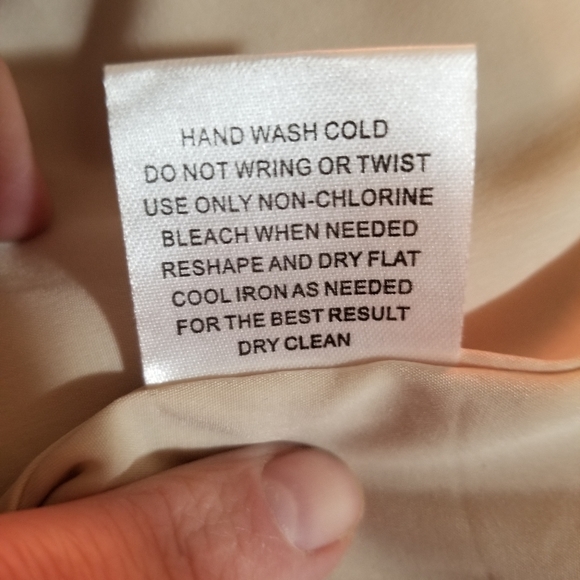 HAND WASH COLD
DO NOT WRING OR TWIST
USE ONLY NON-CHLORINE
BLEACH WHEN NEEDED
RESHAPE AND DRY FLAT
COOL IRON AS NEEDED
FOR THE BEST RESULT
DRY CLEAN